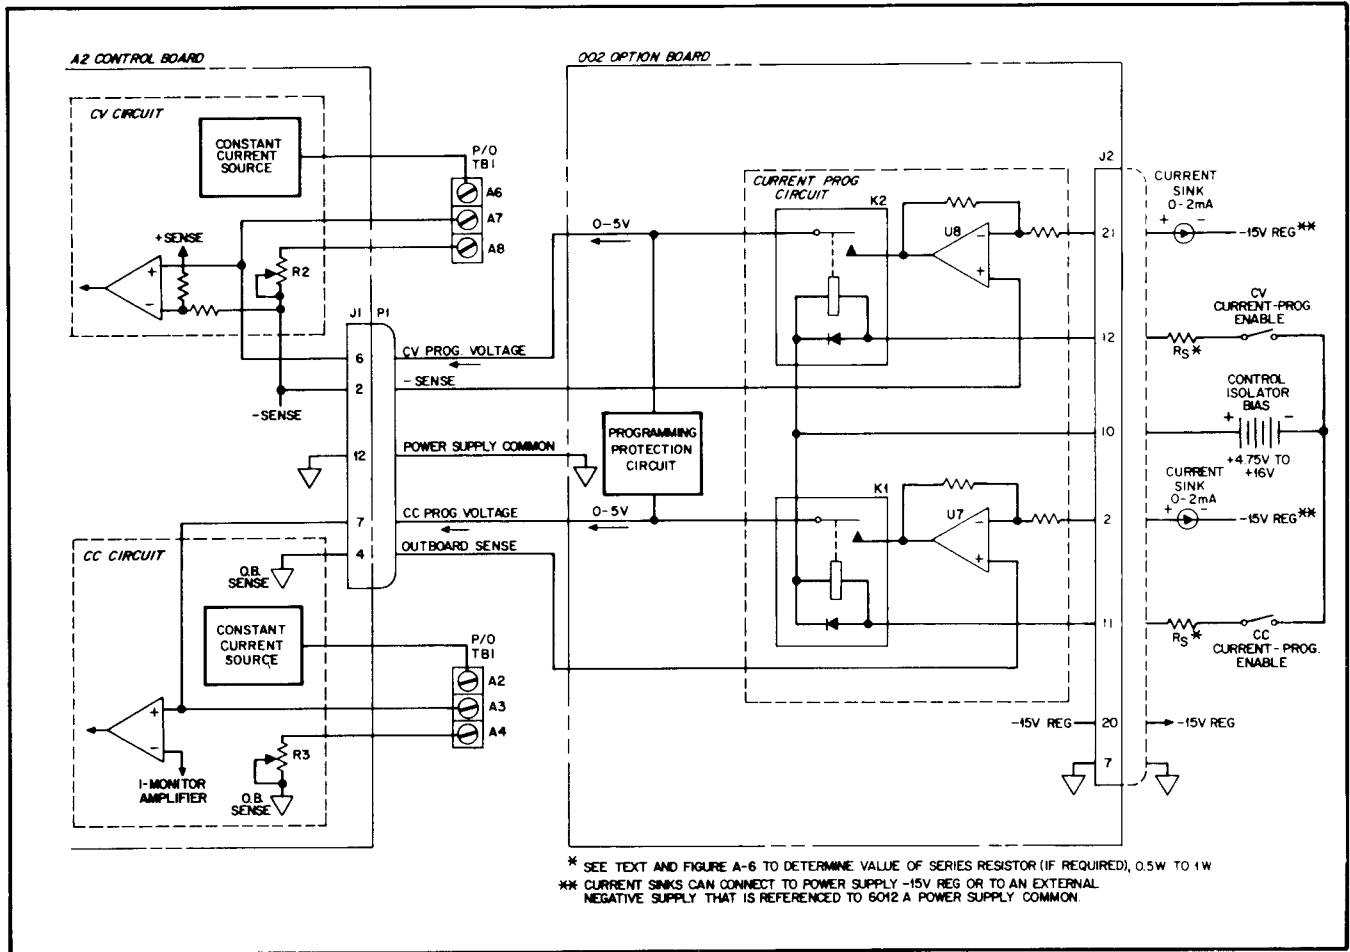 A2 CONTROL BOARD
002 OPTION BOARD
CV CIRCUIT
CONSTANT
CURRENT
SOURCE
P/O
TB1
A6
A7
A8
+SENSE
+
−
R2
−SENSE
J1
P1
6
2
12
7
4
CV PROG. VOLTAGE
− SENSE
POWER SUPPLY COMMON
CC PROG. VOLTAGE
OUTBOARD SENSE
0-5V
0-5V
PROGRAMMING
PROTECTION
CIRCUIT
CURRENT PROG
CIRCUIT
K2
U8
−
+
K1
U7
−
+
J2
21
12
10
2
11
20
7
CURRENT
SINK
0-2mA
+ −
-15V REG **
CV
CURRENT-PROG.
ENABLE
RS*
CONTROL
ISOLATOR
BIAS
+ −
+4.75V TO
+16V
CURRENT
SINK
0-2mA
+ −
-15V REG**
RS*
CC
CURRENT-PROG.
ENABLE
-15V REG
-15V REG
CC CIRCUIT
O.B.
SENSE
CONSTANT
CURRENT
SOURCE
P/O
TB1
A2
A3
A4
+
−
R3
I-MONITOR
AMPLIFIER
O.B.
SENSE
* SEE TEXT AND FIGURE A-6 TO DETERMINE VALUE OF SERIES RESISTOR (IF REQUIRED), 0.5W TO 1W
** CURRENT SINKS CAN CONNECT TO POWER SUPPLY -15V REG OR TO AN EXTERNAL
NEGATIVE SUPPLY THAT IS REFERENCED TO 6012 A POWER SUPPLY COMMON.